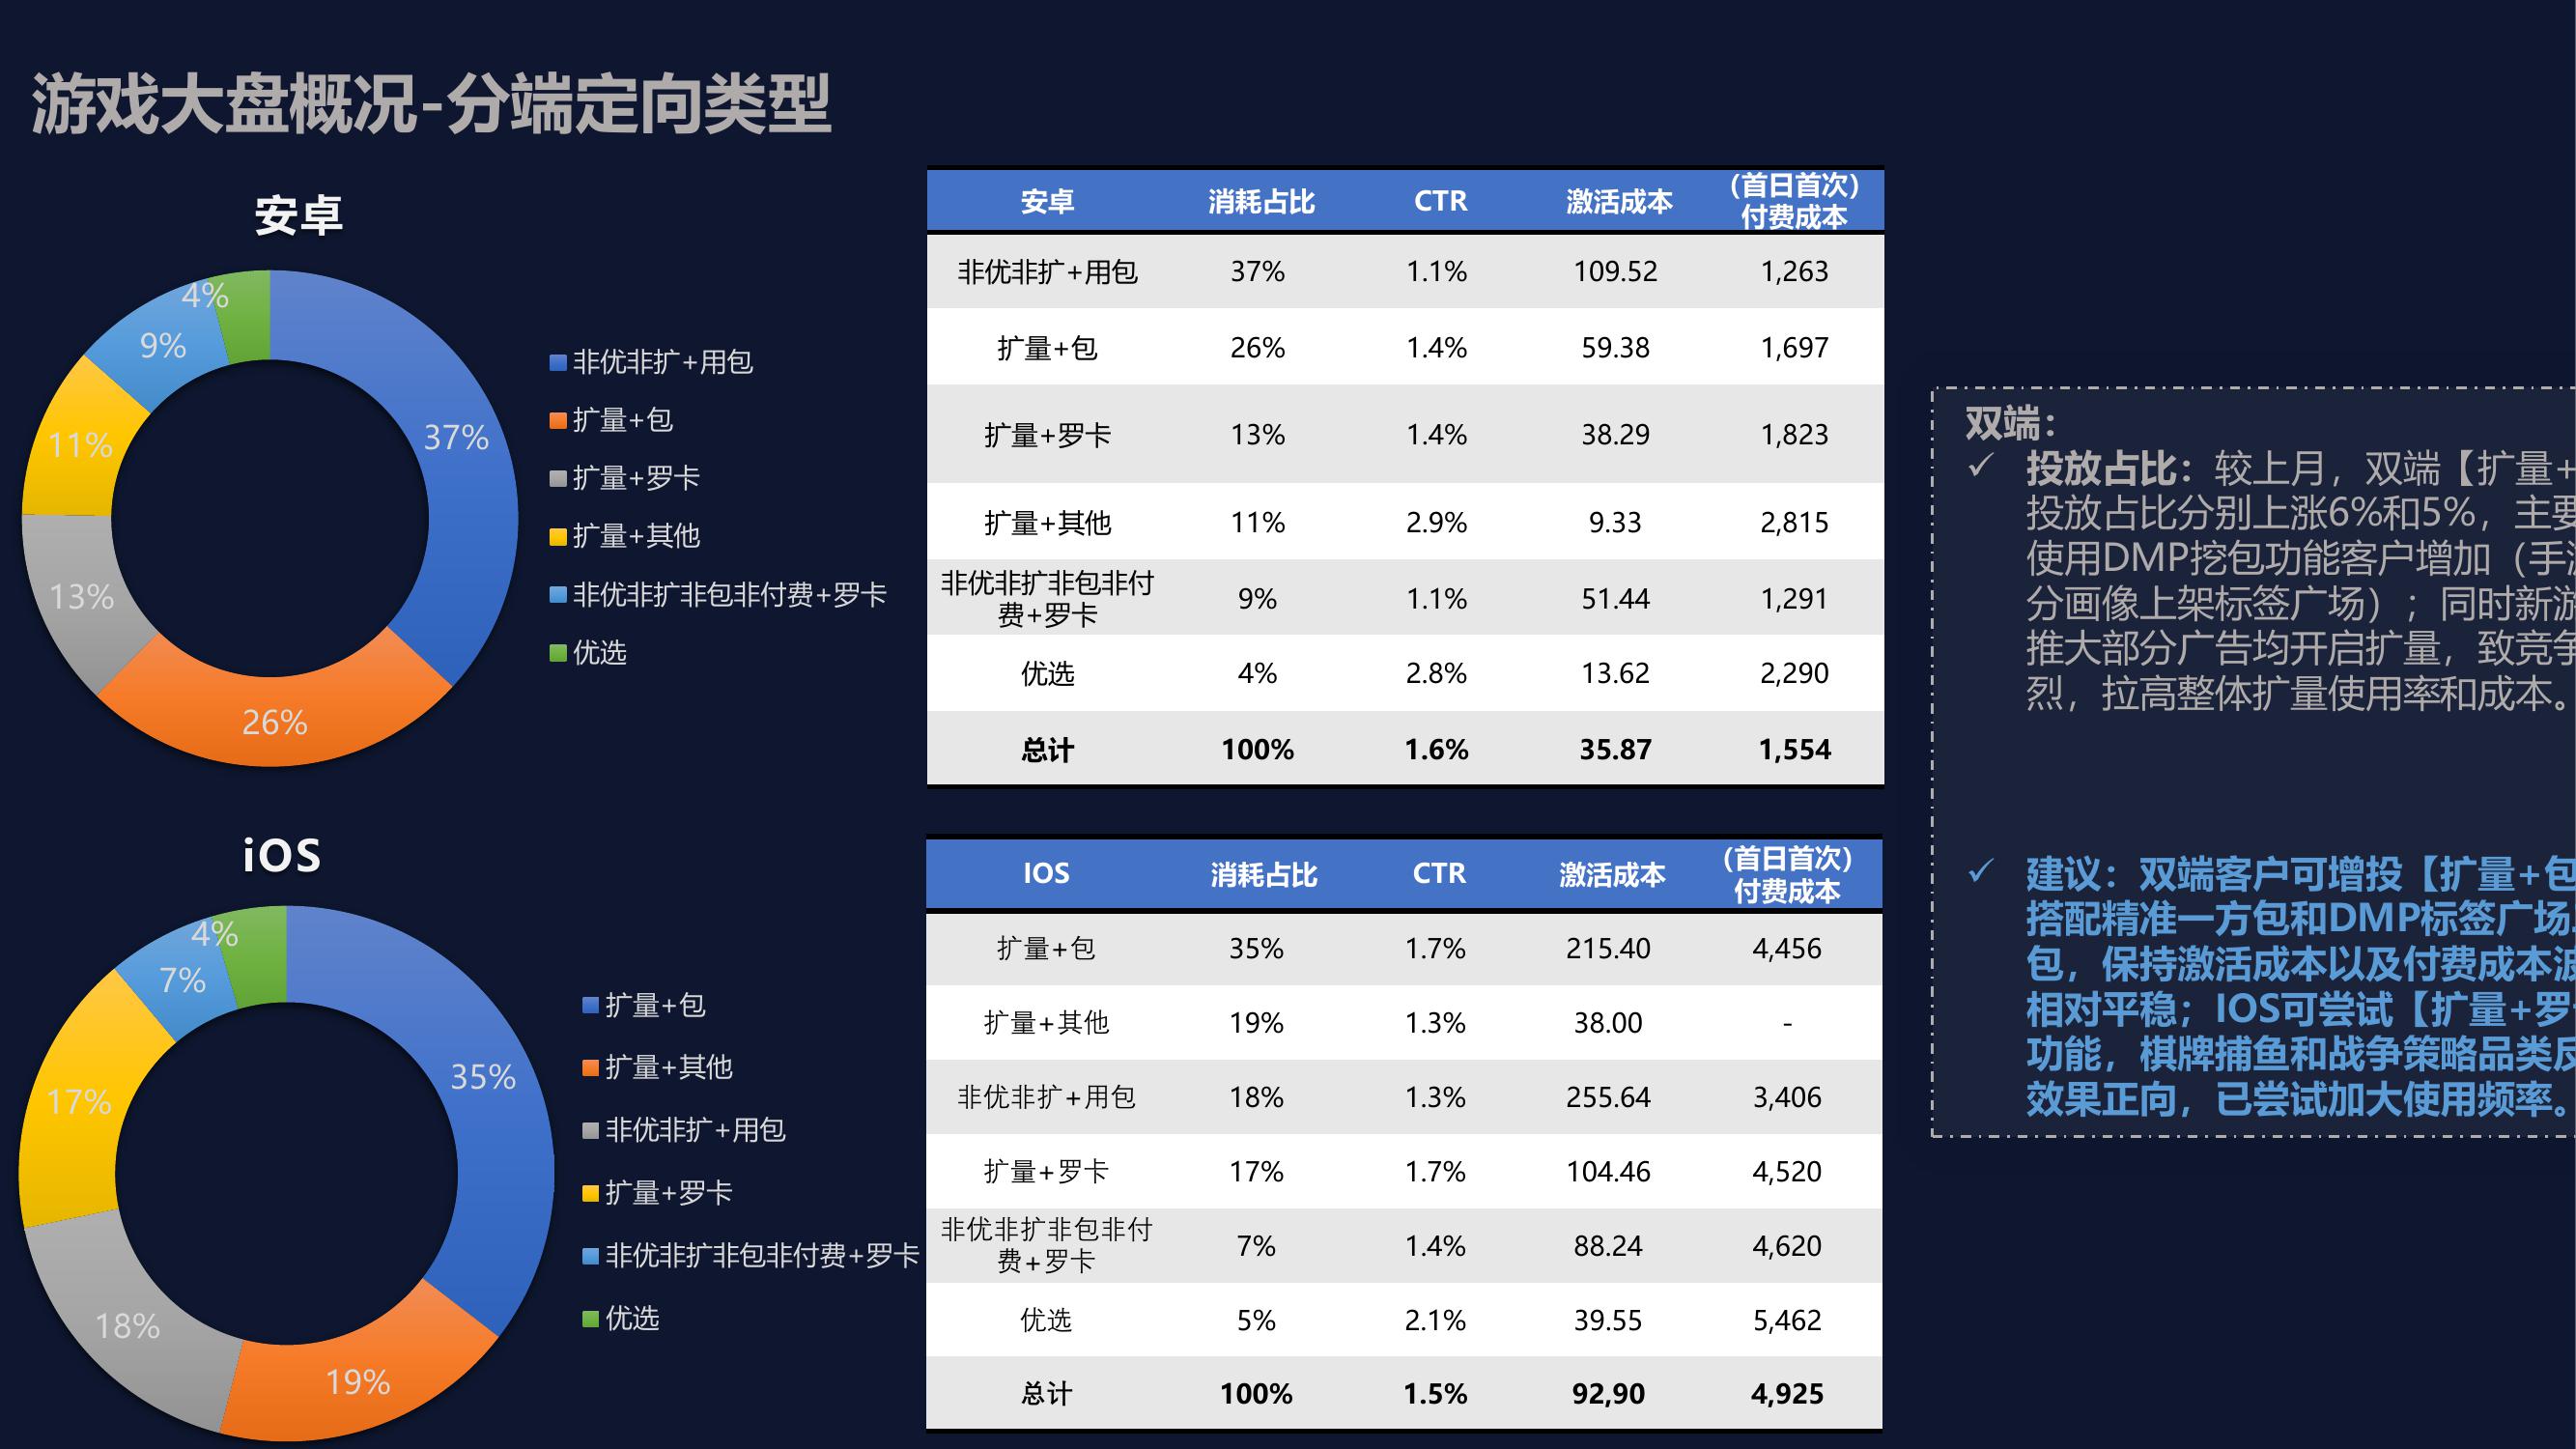 游戏大盘概况-分端定向类型
安卓
4%
9%
37%
11%
13%
26%
非优非扩+用包
扩量+包
扩量+罗卡
扩量+其他
非优非扩非包非付费+罗卡
优选
安卓 消耗占比 CTR 激活成本 （首日首次）
付费成本
非优非扩+用包 37% 1.1% 109.52 1,263
扩量+包 26% 1.4% 59.38 1,697
扩量+罗卡 13% 1.4% 38.29 1,823
扩量+其他 11% 2.9% 9.33 2,815
非优非扩非包非付
费+罗卡 9% 1.1% 51.44 1,291
优选 4% 2.8% 13.62 2,290
总计 100% 1.6% 35.87 1,554
iOS
4%
7%
35%
17%
18%
19%
扩量+包
扩量+其他
非优非扩+用包
扩量+罗卡
非优非扩非包非付费+罗卡
优选
IOS 消耗占比 CTR 激活成本 （首日首次）
付费成本
扩量+包 35% 1.7% 215.40 4,456
扩量+其他 19% 1.3% 38.00 -
非优非扩+用包 18% 1.3% 255.64 3,406
扩量+罗卡 17% 1.7% 104.46 4,520
非优非扩非包非付
费+罗卡 7% 1.4% 88.24 4,620
优选 5% 2.1% 39.55 5,462
总计 100% 1.5% 92,90 4,925
双端：
✓ 投放占比：较上月，双端【扩量+
投放占比分别上涨6%和5%，主要
使用DMP挖包功能客户增加（手
分画像上架标签广场）；同时新游
推大部分广告均开启扩量，致竞争
烈，拉高整体扩量使用率和成本。
✓ 建议：双端客户可增投【扩量+包
搭配精准一方包和DMP标签广场
包，保持激活成本以及付费成本波
相对平稳；IOS可尝试【扩量+罗
功能，棋牌捕鱼和战争策略品类反
效果正向，已尝试加大使用频率。